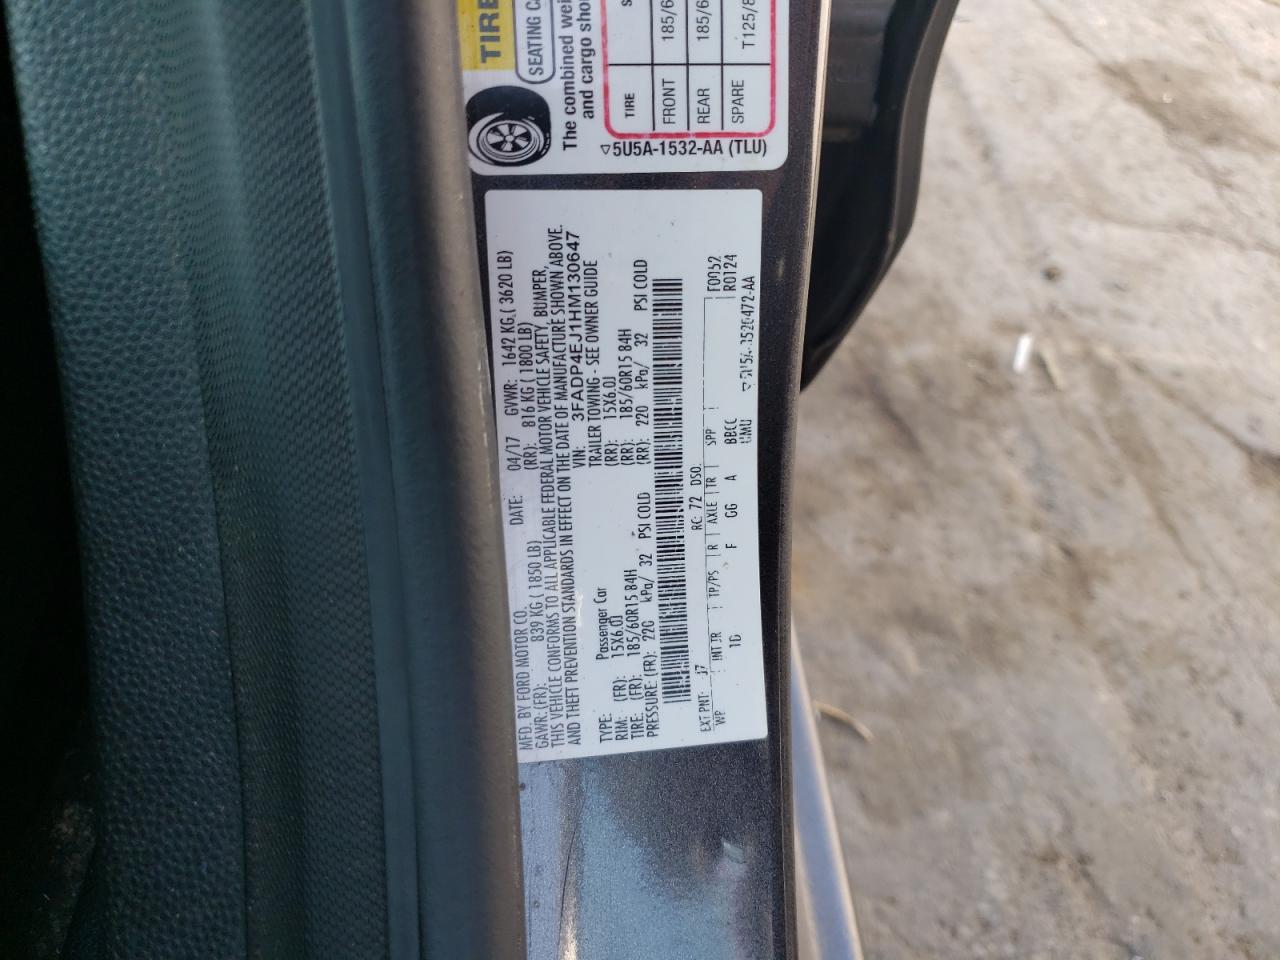 TIRE
SEATING CA
The combined wei
and cargo shou
TIRE S
FRONT 185/6
REAR 185/6
SPARE T125/8
5U5A-1532-AA (TLU)
MFD. BY FORD MOTOR CO. DATE: 04/17 GVWR: 1642 KG.( 3620 LB)
GAWR:(FR): 839 KG ( 1850 LB) (RR): 816 KG ( 1800 LB)
THIS VEHICLE CONFORMS TO ALL APPLICABLE FEDERAL MOTOR VEHICLE SAFETY, BUMPER,
AND THEFT PREVENTION STANDARDS IN EFFECT ON THE DATE OF MANUFACTURE SHOWN ABOVE.
VIN: 3FADP4EJ1HM130647
TYPE: Passenger Car TRAILER TOWING - SEE OWNER GUIDE
RIM: (FR): 15X6.0J (RR): 15X6.0J
TIRE: (FR): 185/60R15 84H (RR): 185/60R15 84H
PRESSURE: (FR): 220 kPa/ 32 PSI COLD (RR): 220 kPa/ 32 PSI COLD
EXT PNT: J7 RC: 72 DSO: F0052
WP INT TR TP/PS R AXLE TR SPP R0124
1D F GG A BBCC
UMU